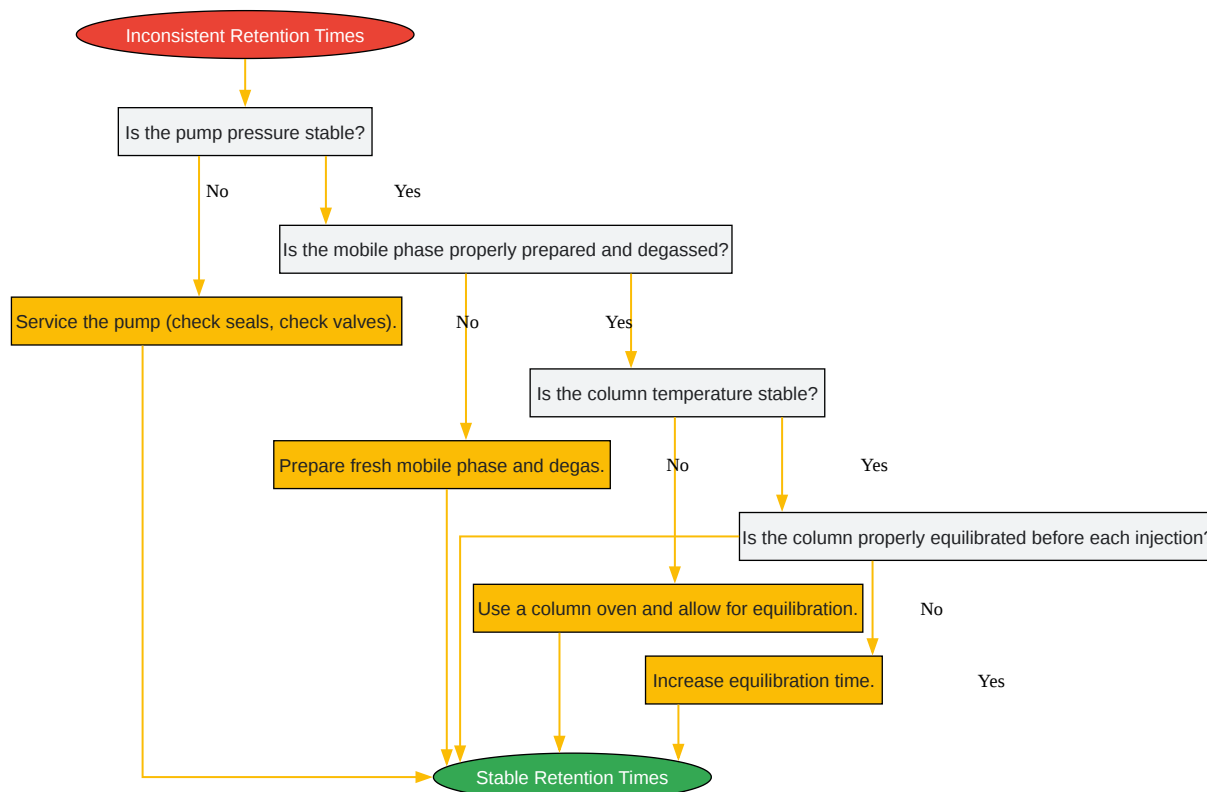 Inconsistent Retention Times
Is the pump pressure stable?
No
Yes
Is the mobile phase properly prepared and degassed?
Service the pump (check seals, check valves).
No
Yes
Is the column temperature stable?
Prepare fresh mobile phase and degas.
No
Yes
Is the column properly equilibrated before each injection?
Use a column oven and allow for equilibration.
No
Increase equilibration time.
Yes
Stable Retention Times